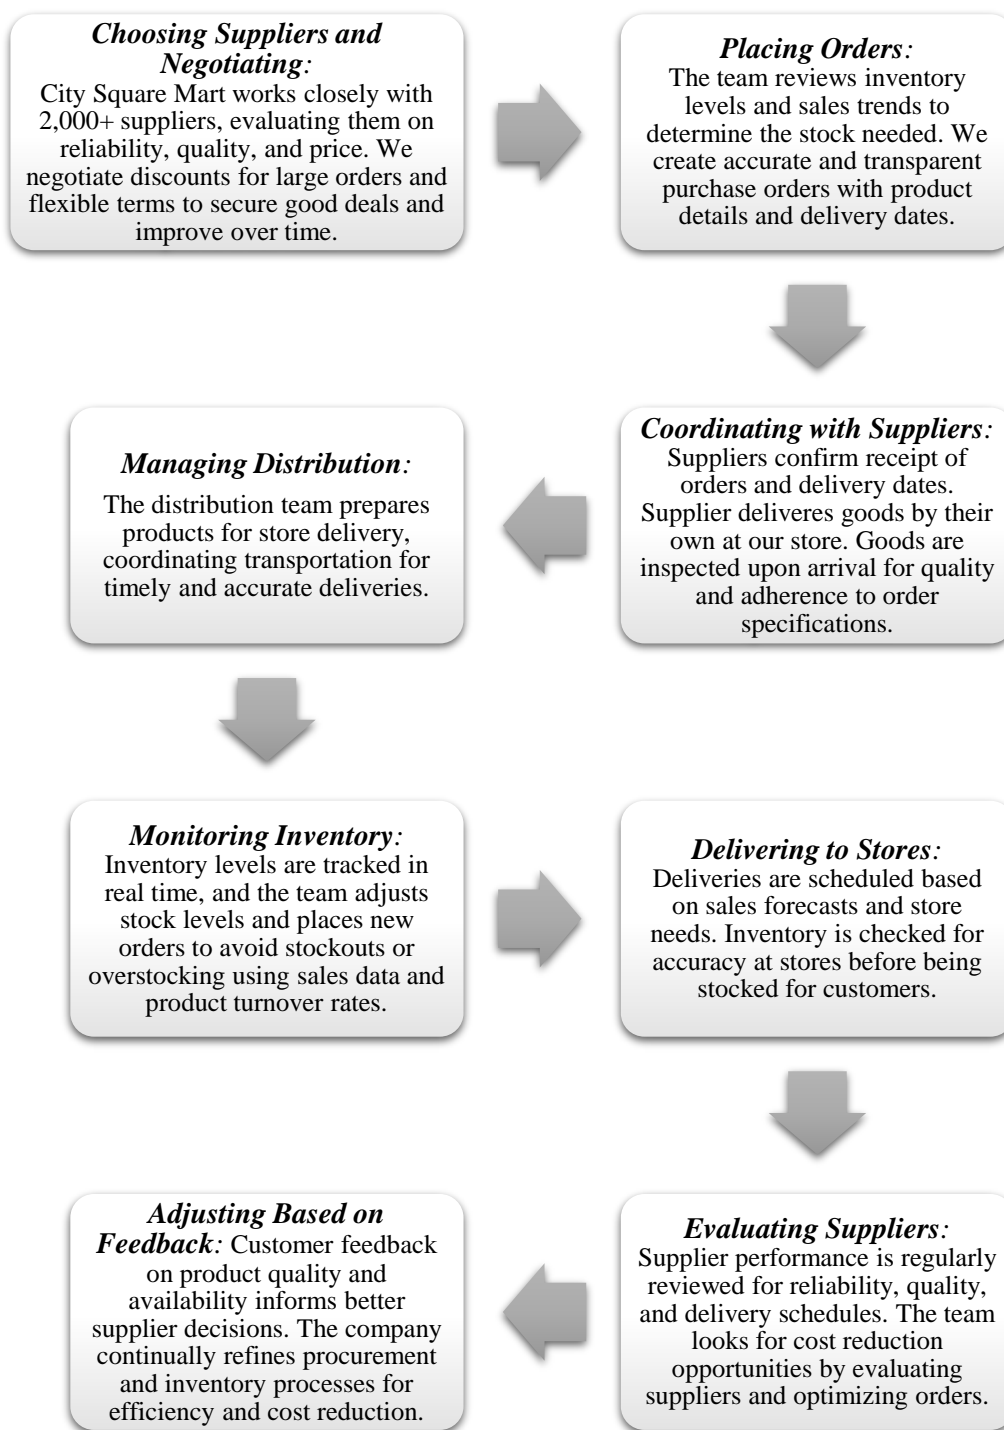 Choosing Suppliers and
Negotiating:
City Square Mart works closely with
2,000+ suppliers, evaluating them on
reliability, quality, and price. We
negotiate discounts for large orders and
flexible terms to secure good deals and
improve over time.
Placing Orders:
The team reviews inventory
levels and sales trends to
determine the stock needed. We
create accurate and transparent
purchase orders with product
details and delivery dates.
Coordinating with Suppliers:
Suppliers confirm receipt of
orders and delivery dates.
Supplier deliveres goods by their
own at our store. Goods are
inspected upon arrival for quality
and adherence to order
specifications.
Managing Distribution:
The distribution team prepares
products for store delivery,
coordinating transportation for
timely and accurate deliveries.
Monitoring Inventory:
Inventory levels are tracked in
real time, and the team adjusts
stock levels and places new
orders to avoid stockouts or
overstocking using sales data and
product turnover rates.
Delivering to Stores:
Deliveries are scheduled based
on sales forecasts and store
needs. Inventory is checked for
accuracy at stores before being
stocked for customers.
Evaluating Suppliers:
Supplier performance is regularly
reviewed for reliability, quality,
and delivery schedules. The team
looks for cost reduction
opportunities by evaluating
suppliers and optimizing orders.
Adjusting Based on
Feedback: Customer feedback
on product quality and
availability informs better
supplier decisions. The company
continually refines procurement
and inventory processes for
efficiency and cost reduction.